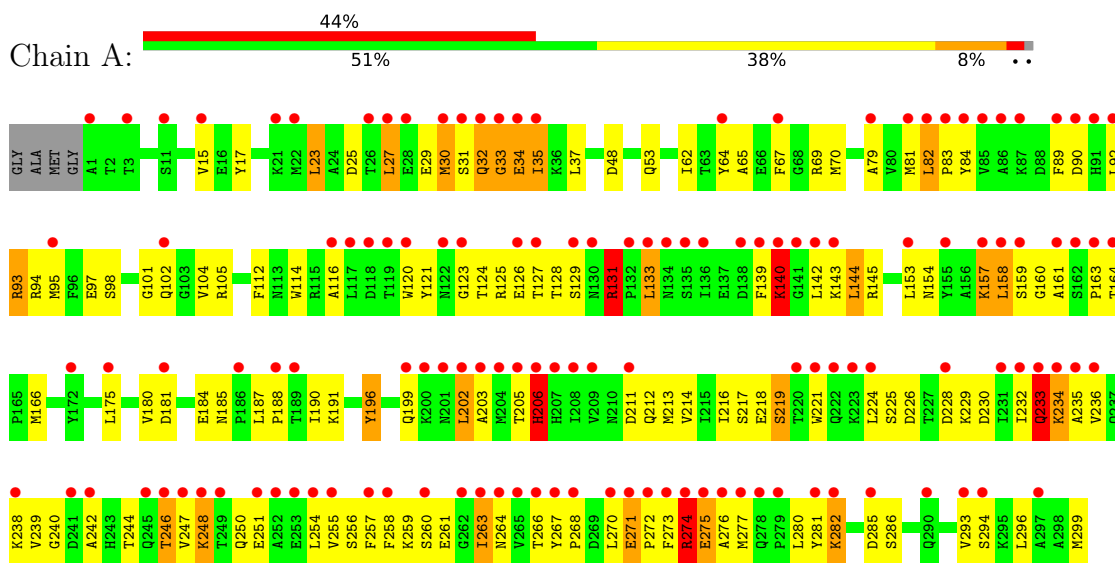 44%
Chain A:
51% 38% 8%
GLY ALA MET GLY A1 T2 T3 S11 V15 E16 Y17 K21 M22 L23 A24 D25 T26 L27 E28 E29 M30 S31 Q32 G33 E34 I35 K36 L37 D48 Q53 I62 T63 Y64 A65 E66 F67 G68 R69 M70 A79 V80 M81 L82 P83 Y84 V85 A86 K87 D88 F89 D90 H91 L92
R93 R94 M95 F96 E97 S98 G101 Q102 G103 V104 R105 F112 N113 W114 R115 A116 L117 D118 T119 W120 Y121 N122 G123 T124 R125 E126 T127 T128 S129 N130 R131 P132 L133 N134 S135 I136 E137 D138 F139 K140 G141 L142 K143 L144 R145 L153 N154 Y155 A156 K157 L158 S159 G160 A161 S162 P163 T164
P165 M166 Y172 L175 V180 D181 E184 N185 P186 L187 P188 T189 I190 K191 Y196 Q199 K200 N201 L202 A203 M204 T205 H206 H207 I208 V209 N210 D211 Q212 M213 V214 I215 I216 S217 E218 S219 T220 W221 Q222 K223 L224 S225 D226 T227 D228 K229 D230 I231 I232 Q233 K234 A235 V236
K238 V239 G240 D241 A242 H243 T244 Q245 T246 V247 K248 T249 Q250 E251 A252 E253 L254 V255 S256 F257 F258 K259 S260 E261 G262 I263 N264 V265 T266 Y267 P268 D269 L270 E271 P272 F273 R274 E275 A276 M277 Q278 P279 L280 Y281 K282 D285 S286 Q290 V293 S294 K295 L296 A297 A298 M299